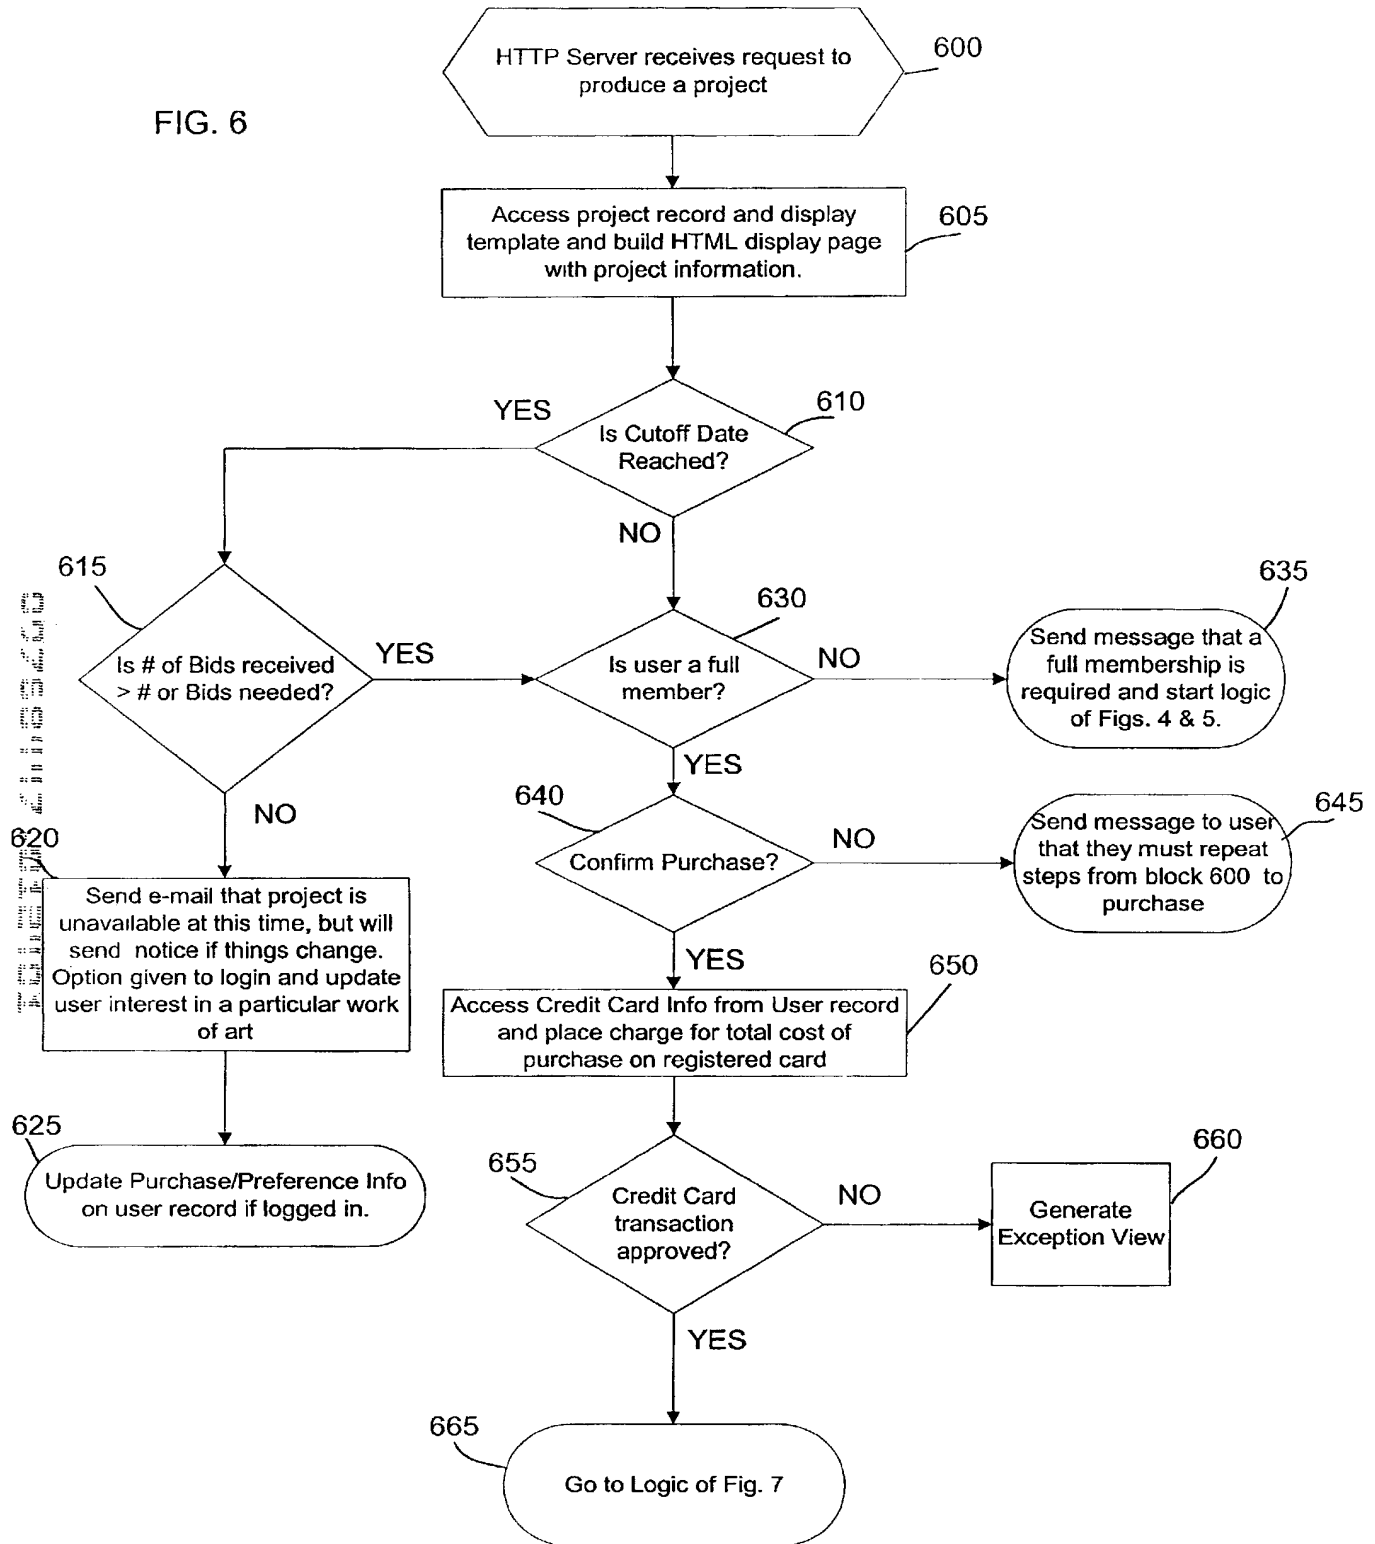 HTTP Server receives request to
produce a project
600
FIG. 6
Access project record and display
template and build HTML display page
with project information.
605
YES
610
Is Cutoff Date
Reached?
NO
615
630
635
Is # of Bids received
> # or Bids needed?
YES
Is user a full
member?
NO
Send message that a
full membership is
required and start logic
of Figs. 4 & 5.
YES
NO
640
645
620
Confirm Purchase?
NO
Send message to user
that they must repeat
steps from block 600 to
purchase
Send e-mail that project is
unavailable at this time, but will
send notice if things change.
Option given to login and update
user interest in a particular work
of art
YES
650
Access Credit Card Info from User record
and place charge for total cost of
purchase on registered card
625
Update Purchase/Preference Info
on user record if logged in.
655
Credit Card
transaction
approved?
NO
660
Generate
Exception View
YES
665
Go to Logic of Fig. 7